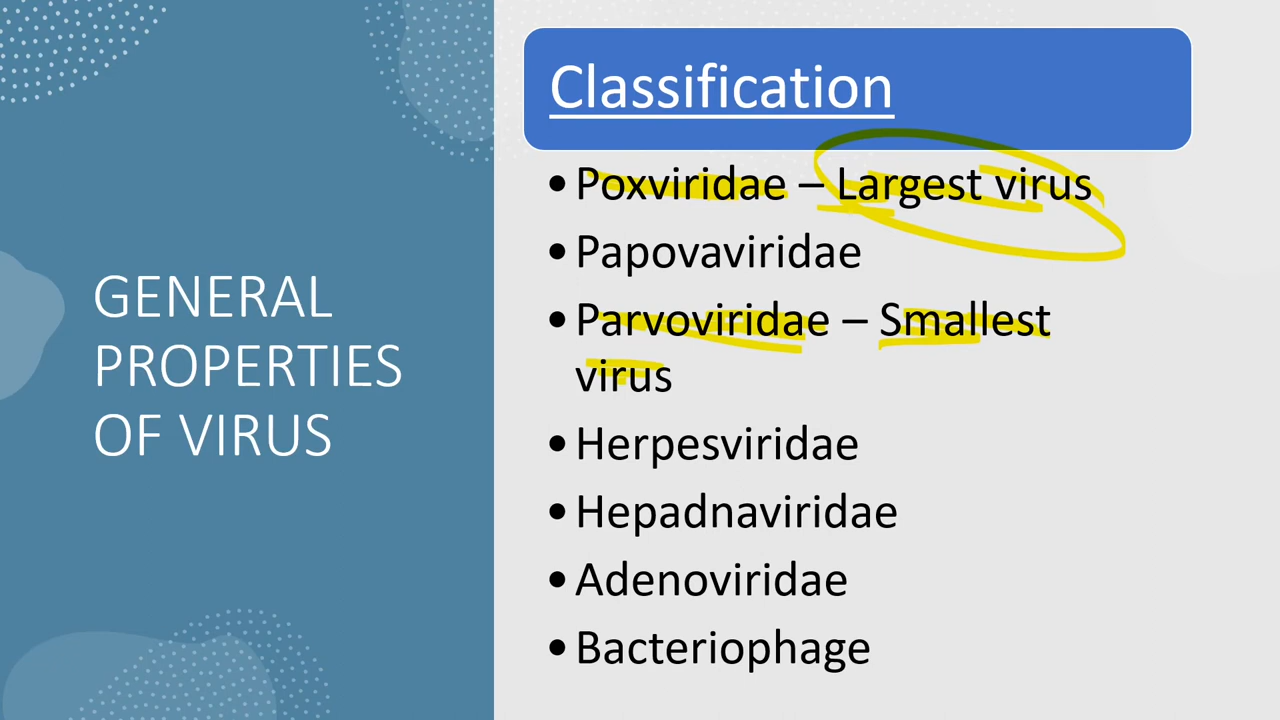 GENERAL
PROPERTIES
OF VIRUS
Classification
• Poxviridae – Largest virus
• Papovaviridae
• Parvoviridae – Smallest
virus
• Herpesviridae
• Hepadnaviridae
• Adenoviridae
• Bacteriophage